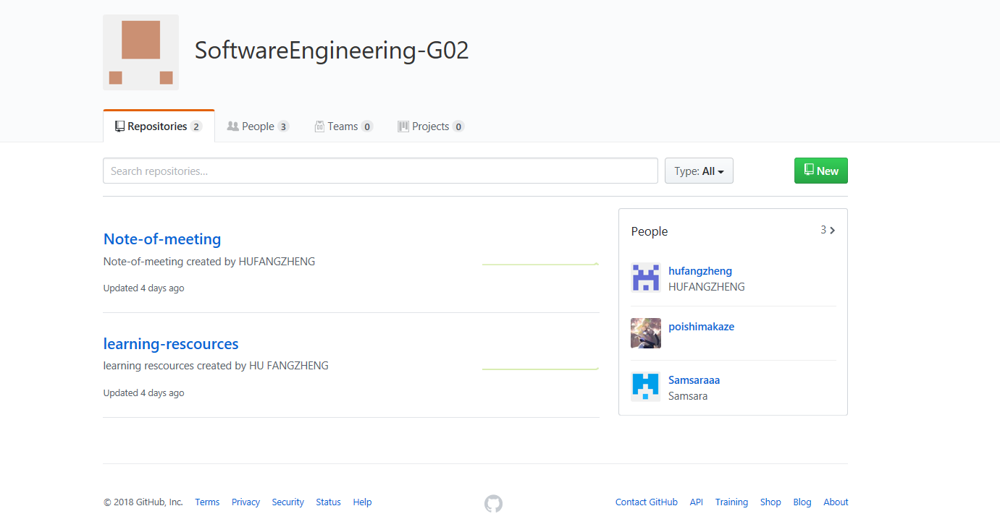 SoftwareEngineering-G02
Repositories 2 People 3 Teams 0 Projects 0
Search repositories... Type: All New
Note-of-meeting
Note-of-meeting created by HUFANGZHENG
Updated 4 days ago
learning-rescources
learning rescources created by HU FANGZHENG
Updated 4 days ago
People 3
hufangzheng
HUFANGZHENG
poishimakaze
Samsaraaa
Samsara
© 2018 GitHub, Inc. Terms Privacy Security Status Help Contact GitHub API Training Shop Blog About